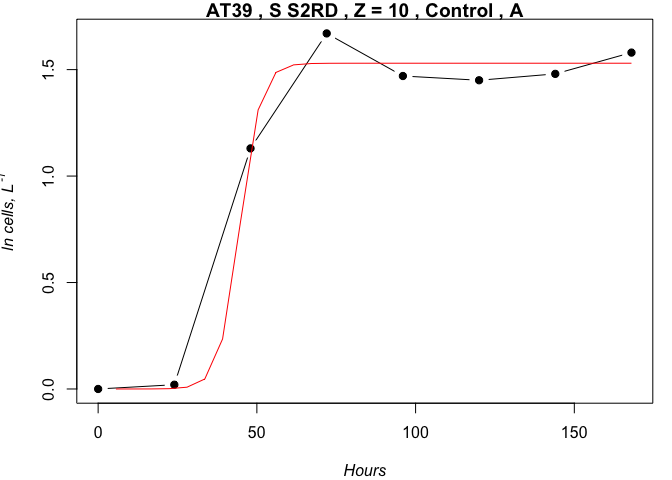 AT39 , S S2RD , Z = 10 , Control , A
1.5
1.0
0.5
0.0
ln cells, L⁻¹
0 50 100 150
Hours